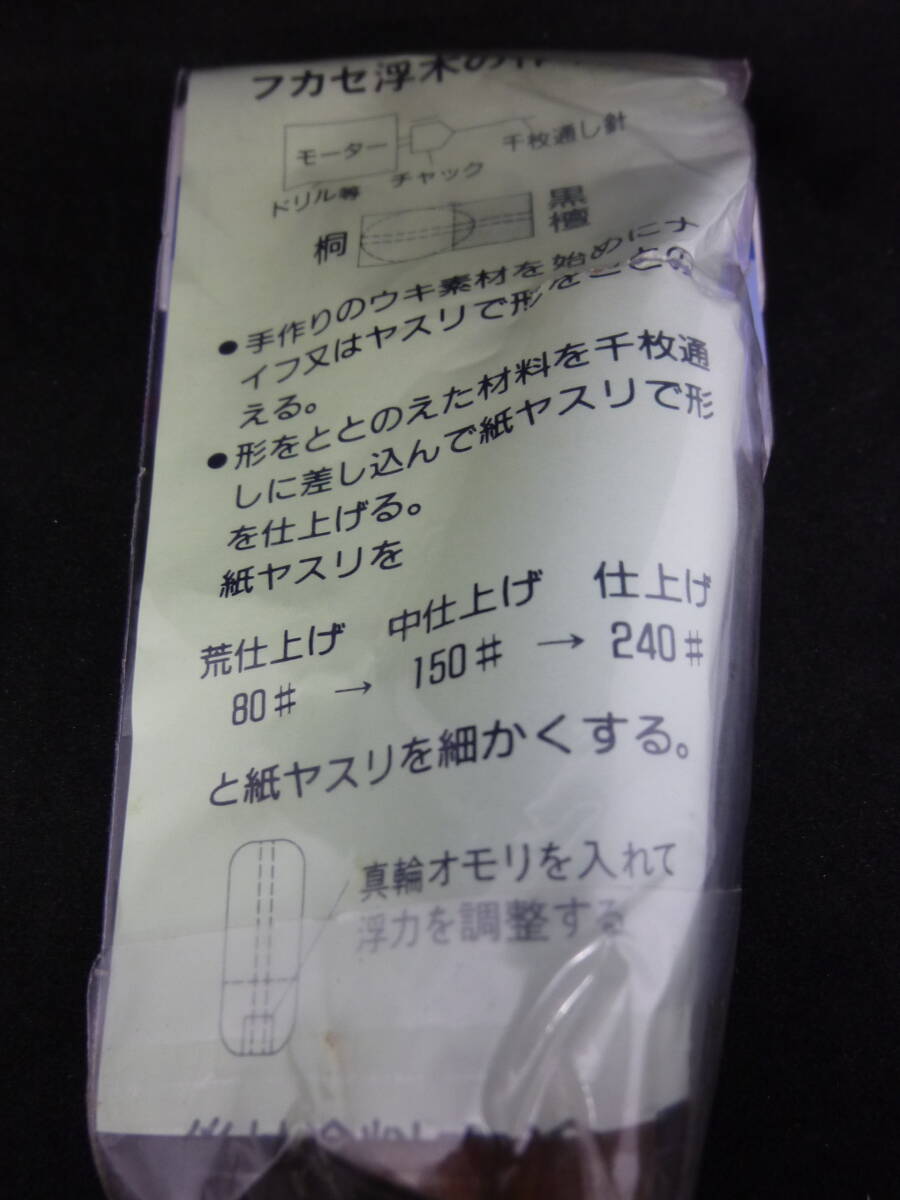 フカセ浮木の作
モーター
千枚通し針
ドリル等
チャック
桐
黒檀
●手作りのウキ素材を始めにナ
イフ又はヤスリで形をととの
える。
●形をととのえた材料を千枚通
しに差し込んで紙ヤスリで形
を仕上げる。
紙ヤスリを
荒仕上げ 中仕上げ 仕上げ
80# → 150# → 240#
と紙ヤスリを細かくする。
真輪オモリを入れて
浮力を調整する